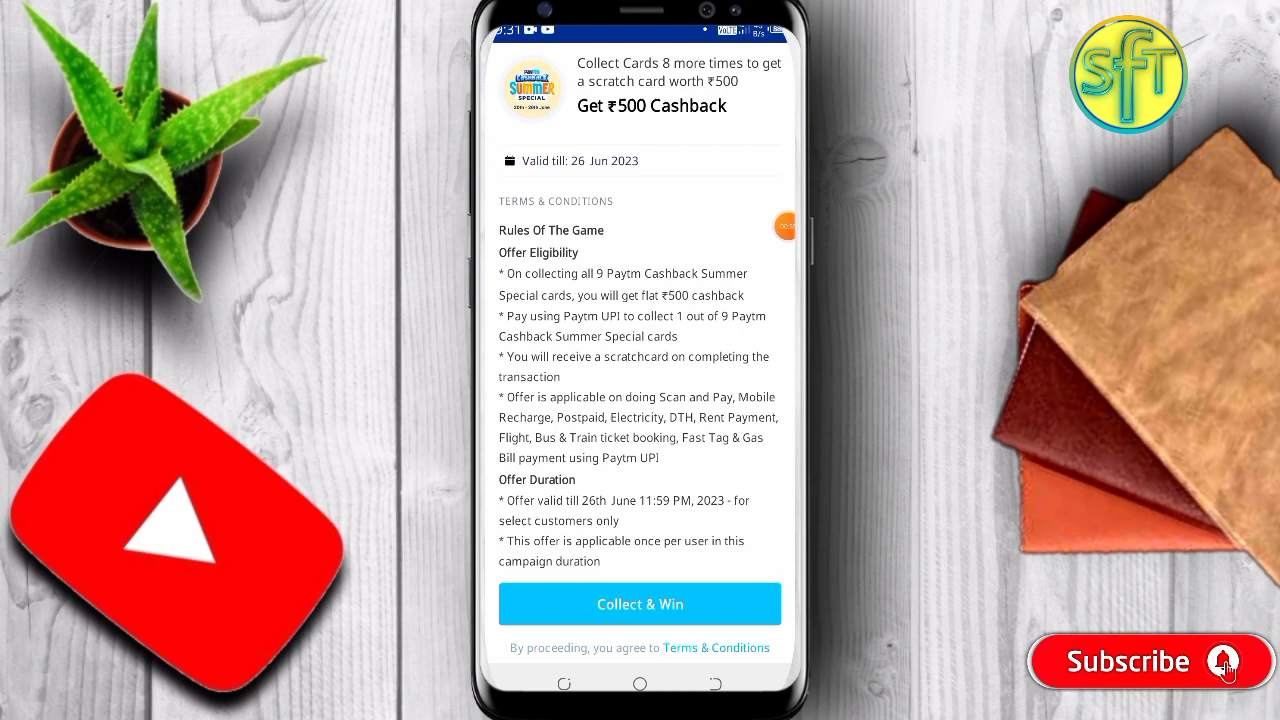 9:31
VoLTE
B/s
SfT
Collect Cards 8 more times to get
a scratch card worth ₹500
Get ₹500 Cashback
Paytm
Cashback
SUMMER
SPECIAL
Valid till: 26 Jun 2023
TERMS & CONDITIONS
Rules Of The Game
Offer Eligibility
* On collecting all 9 Paytm Cashback Summer
Special cards, you will get flat ₹500 cashback
* Pay using Paytm UPI to collect 1 out of 9 Paytm
Cashback Summer Special cards
* You will receive a scratchcard on completing the
transaction
* Offer is applicable on doing Scan and Pay, Mobile
Recharge, Postpaid, Electricity, DTH, Rent Payment,
Flight, Bus & Train ticket booking, Fast Tag & Gas
Bill payment using Paytm UPI
Offer Duration
* Offer valid till 26th June 11:59 PM, 2023 - for
select customers only
* This offer is applicable once per user in this
campaign duration
Collect & Win
By proceeding, you agree to Terms & Conditions
Subscribe